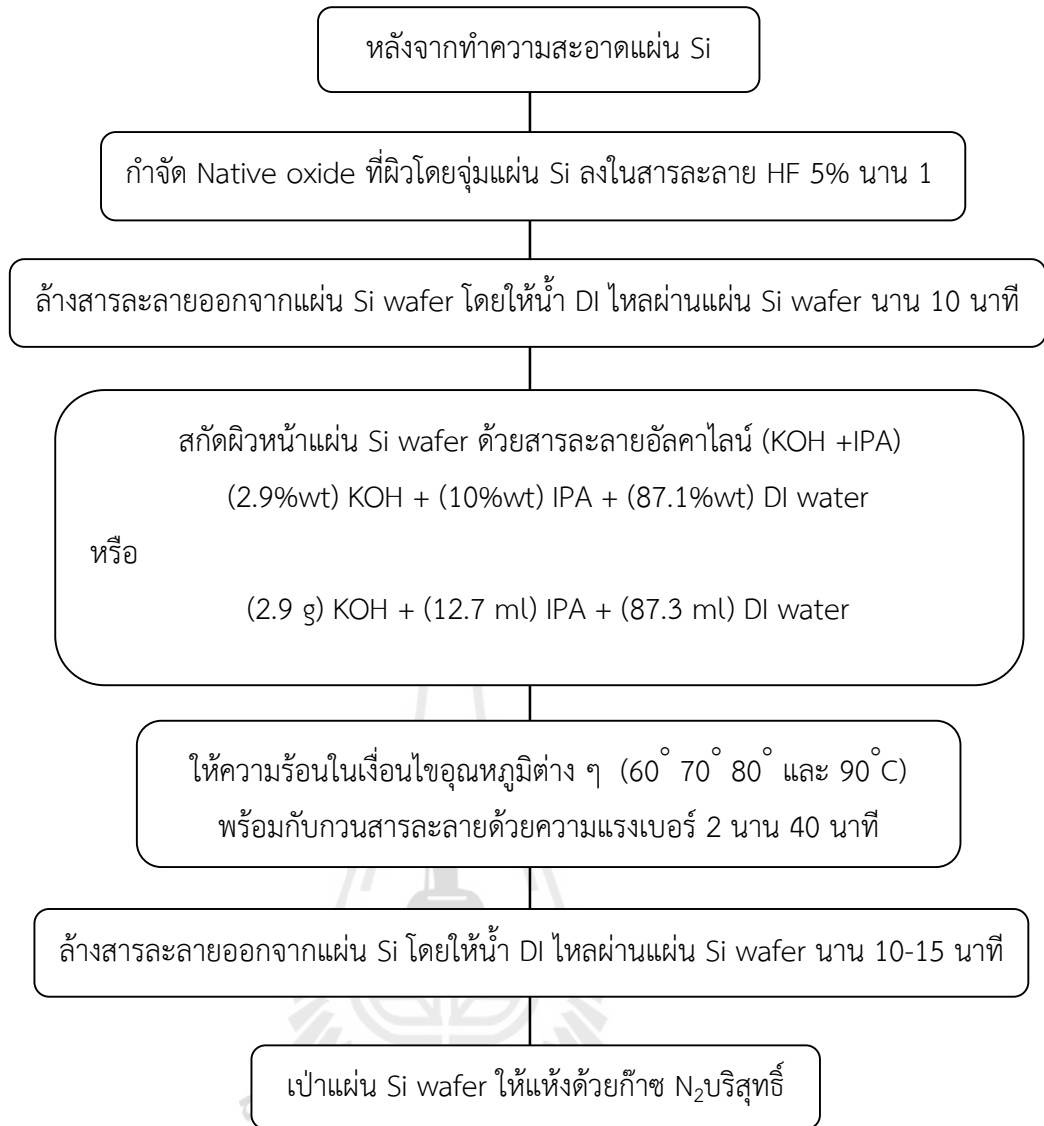 หลังจากทำความสะอาดแผ่น Si
กำจัด Native oxide ที่ผิวโดยจุ่มแผ่น Si ลงในสารละลาย HF 5% นาน 1
ล้างสารละลายออกจากแผ่น Si wafer โดยให้น้ำ DI ไหลผ่านแผ่น Si wafer นาน 10 นาที
สกัดผิวหน้าแผ่น Si wafer ด้วยสารละลายอัลคาไลน์ (KOH +IPA)
(2.9%wt) KOH + (10%wt) IPA + (87.1%wt) DI water
หรือ
(2.9 g) KOH + (12.7 ml) IPA + (87.3 ml) DI water
ให้ความร้อนในเงื่อนไขอุณหภูมิต่าง ๆ (60° 70° 80° และ 90°C)
พร้อมกับกวนสารละลายด้วยความแรงเบอร์ 2 นาน 40 นาที
ล้างสารละลายออกจากแผ่น Si โดยให้น้ำ DI ไหลผ่านแผ่น Si wafer นาน 10-15 นาที
เป่าแผ่น Si wafer ให้แห้งด้วยก๊าซ N₂บริสุทธิ์